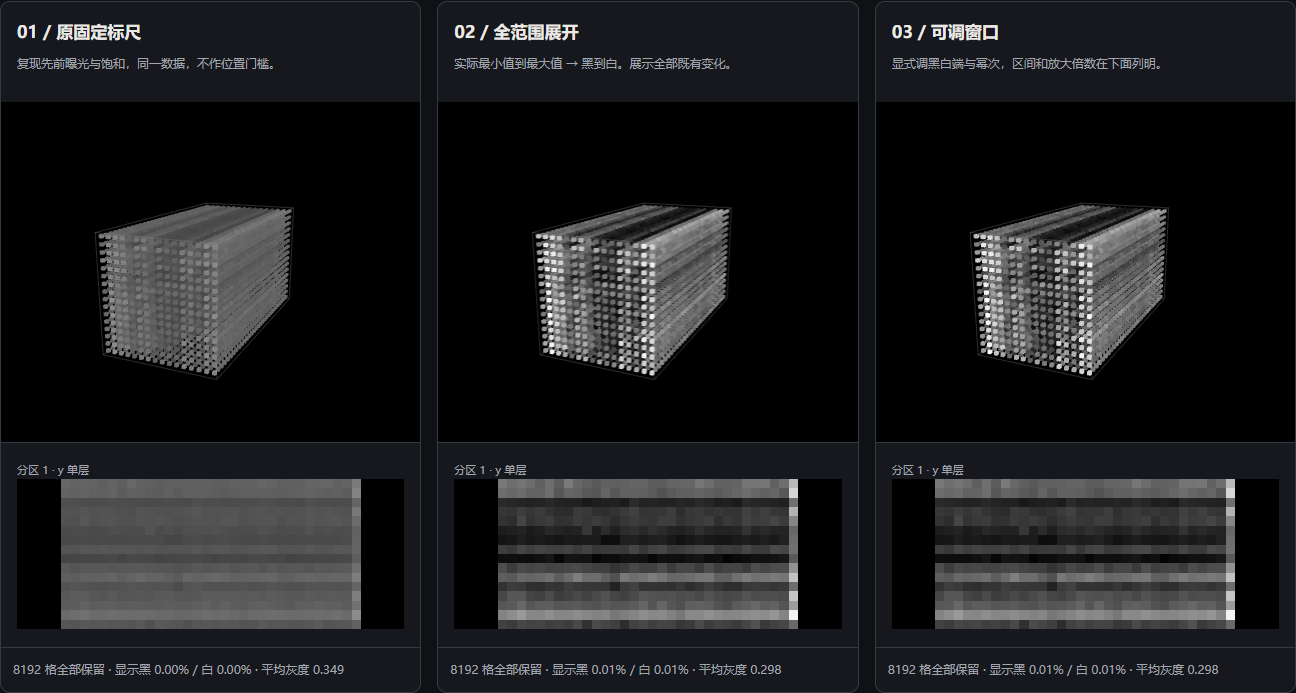 01 / 原固定标尺
复现先前曝光与饱和，同一数据，不作位置门槛。
分区 1 · y 单层
8192 格全部保留 · 显示黑 0.00% / 白 0.00% · 平均灰度 0.349
02 / 全范围展开
实际最小值到最大值 → 黑到白。展示全部既有变化。
分区 1 · y 单层
8192 格全部保留 · 显示黑 0.01% / 白 0.01% · 平均灰度 0.298
03 / 可调窗口
显式调黑白端与幂次，区间和放大倍数在下面列明。
分区 1 · y 单层
8192 格全部保留 · 显示黑 0.01% / 白 0.01% · 平均灰度 0.298